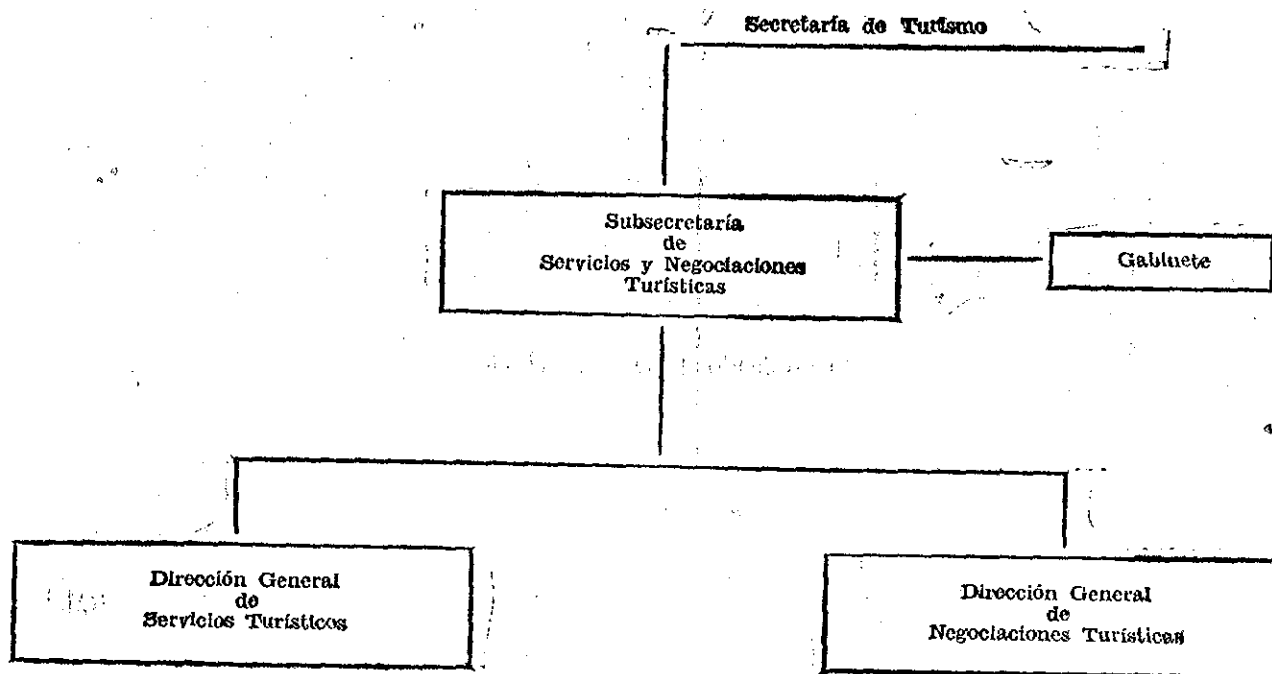 Secretaría de Turismo
Subsecretaría
de
Servicios y Negociaciones
Turísticas
Gabinete
Dirección General
de
Servicios Turísticos
Dirección General
de
Negociaciones Turísticas